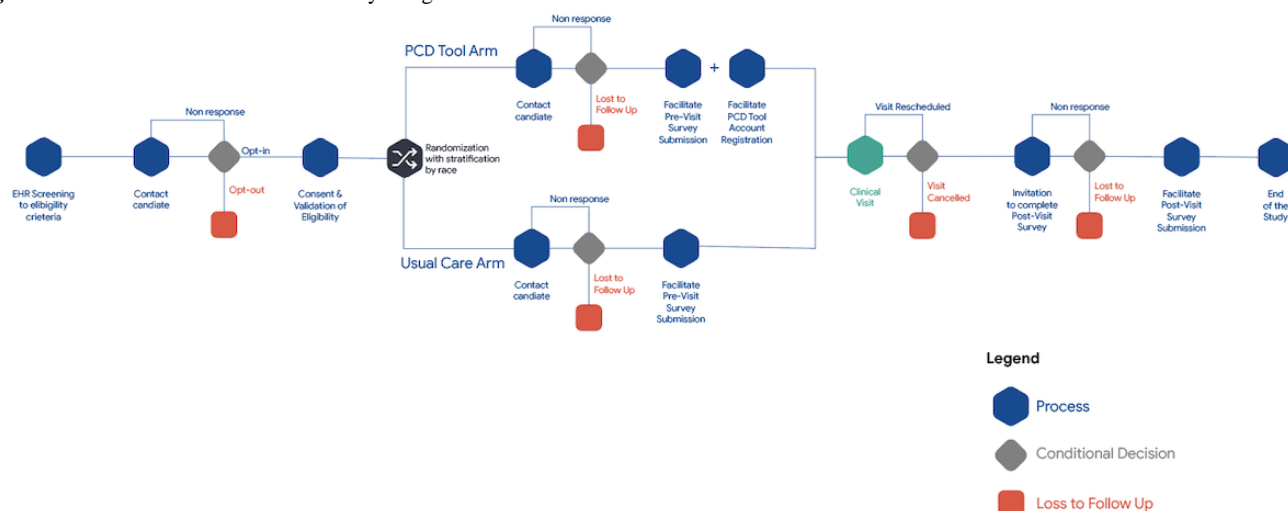 EHR Screening
to elibigility
crieteria
Non response
Contact
candiate
Opt-in
Opt-out
Consent &
Validation of
Eligibility
Randomization
with stratification
by race
PCD Tool Arm
Non response
Contact
candiate
Lost to
Follow Up
Facilitate
Pre-Visit
Survey
Submission
+
Facilitate
PCD Tool
Account
Registration
Usual Care Arm
Non response
Contact
candiate
Lost to
Follow Up
Facilitate
Pre-Visit
Survey
Submission
Visit Rescheduled
Clinical
Visit
Visit
Cancelled
Non response
Invitation
to complete
Post-Visit
Survey
Lost to
Follow Up
Facilitate
Post-Visit
Survey
Submission
End
of the
Study
Legend
Process
Conditional Decision
Loss to Follow Up